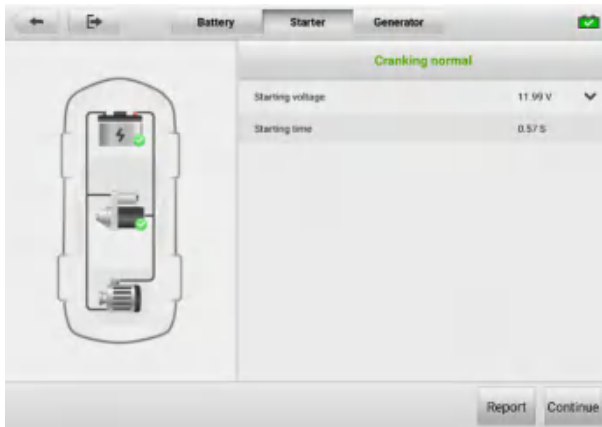 Battery Starter Generator
Cranking normal
Starting voltage 11.99 V
Starting time 0.57 S
Report Continue